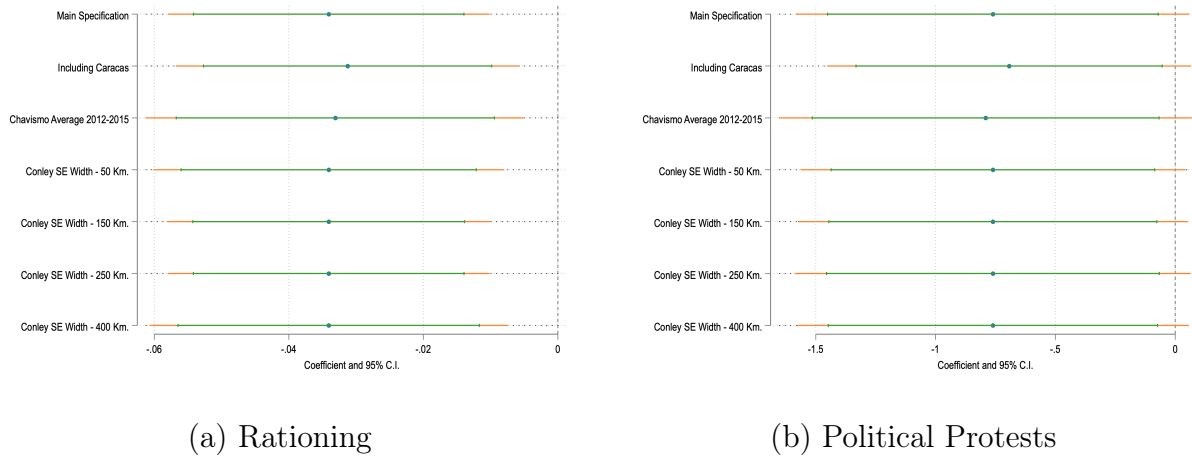 Main Specification
Including Caracas
Chavismo Average 2012-2015
Conley SE Width - 50 Km.
Conley SE Width - 150 Km.
Conley SE Width - 250 Km.
Conley SE Width - 400 Km.
-.06 -.04 -.02 0
Coefficient and 95% C.I.
(a) Rationing
Main Specification
Including Caracas
Chavismo Average 2012-2015
Conley SE Width - 50 Km.
Conley SE Width - 150 Km.
Conley SE Width - 250 Km.
Conley SE Width - 400 Km.
-1.5 -1 -.5 0
Coefficient and 95% C.I.
(b) Political Protests